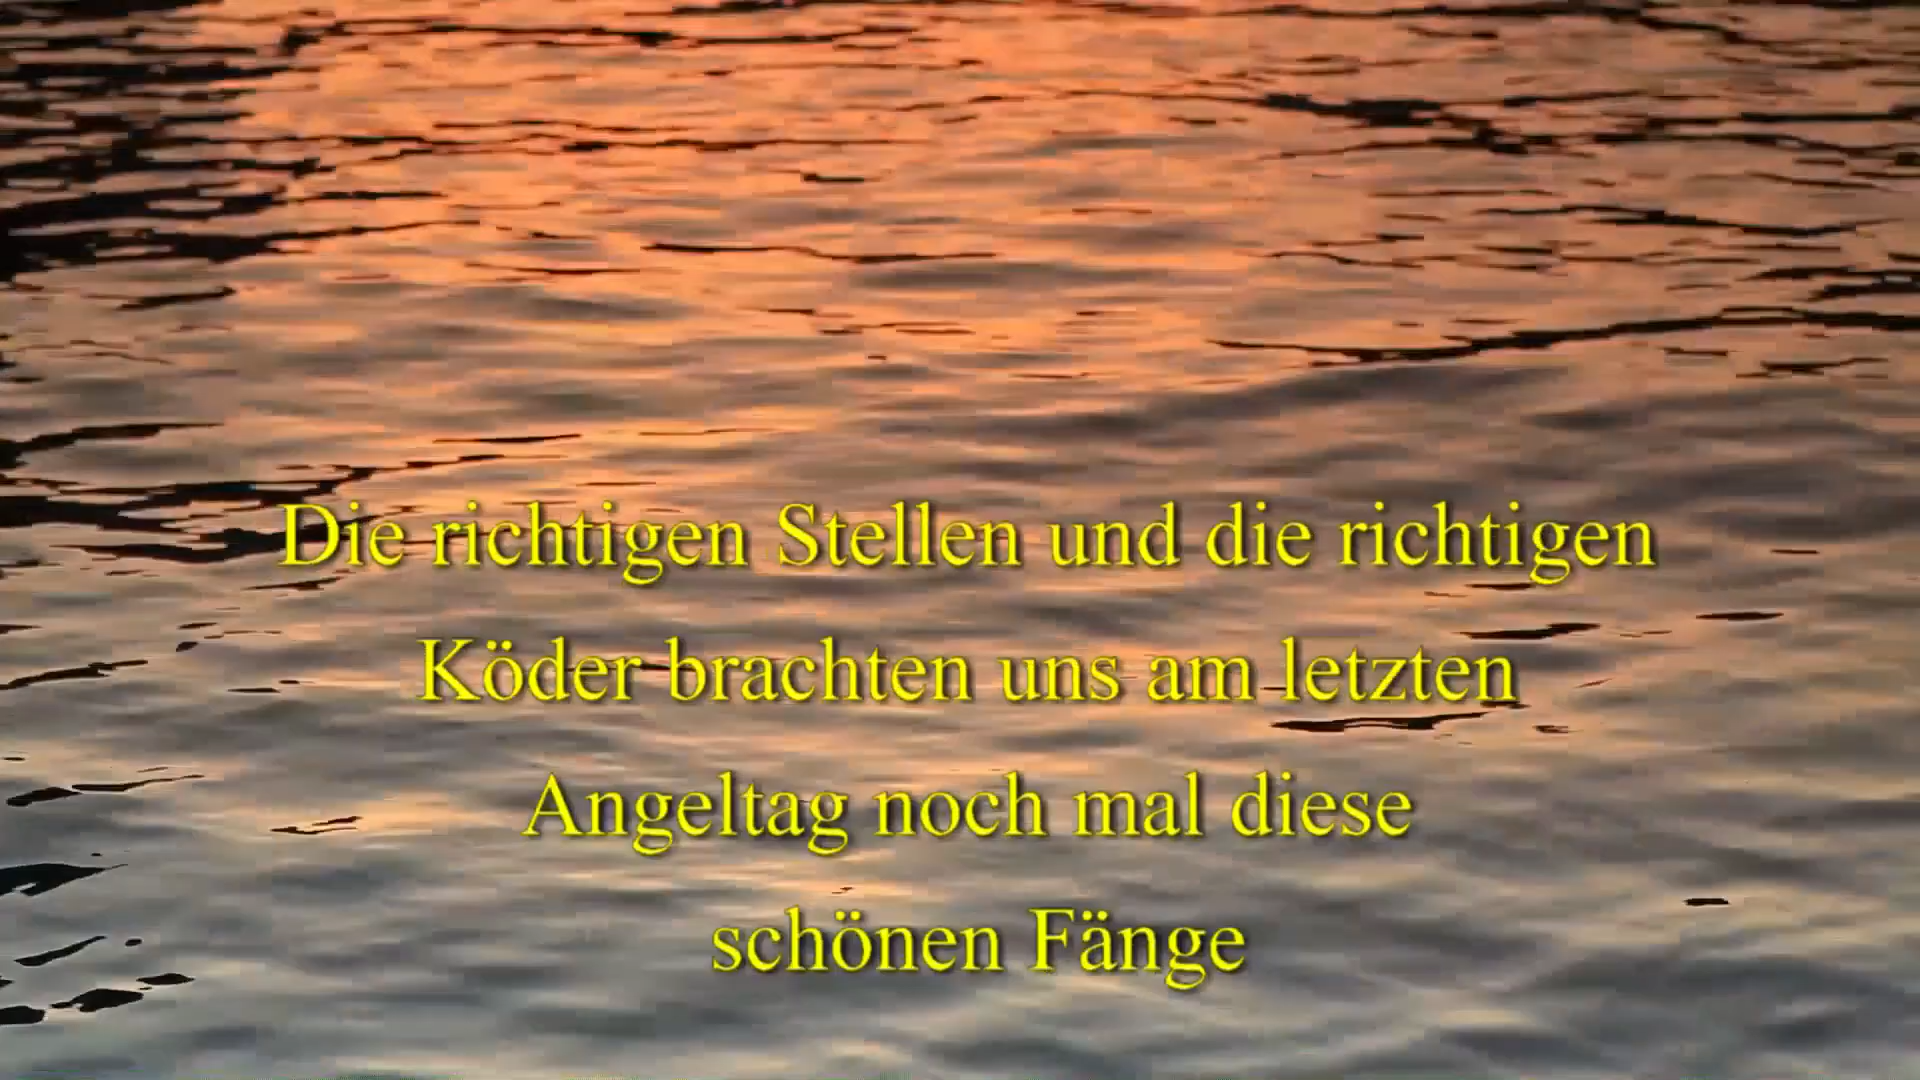 Die richtigen Stellen und die richtigen
Köder brachten uns am letzten
Angeltag noch mal diese
schönen Fänge